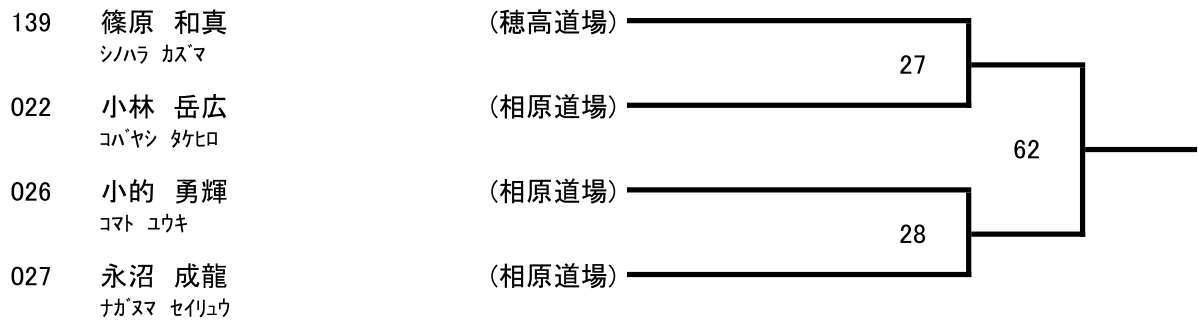 139 篠原 和真 (穂高道場)
ｼﾉﾊﾗ ｶｽﾞﾏ
27
022 小林 岳広 (相原道場)
ｺﾊﾞﾔｼ ﾀｹﾋﾛ
62
026 小的 勇輝 (相原道場)
ｺﾏﾄ ﾕｳｷ
28
027 永沼 成龍 (相原道場)
ﾅｶﾞﾇﾏ ｾｲﾘｭｳ